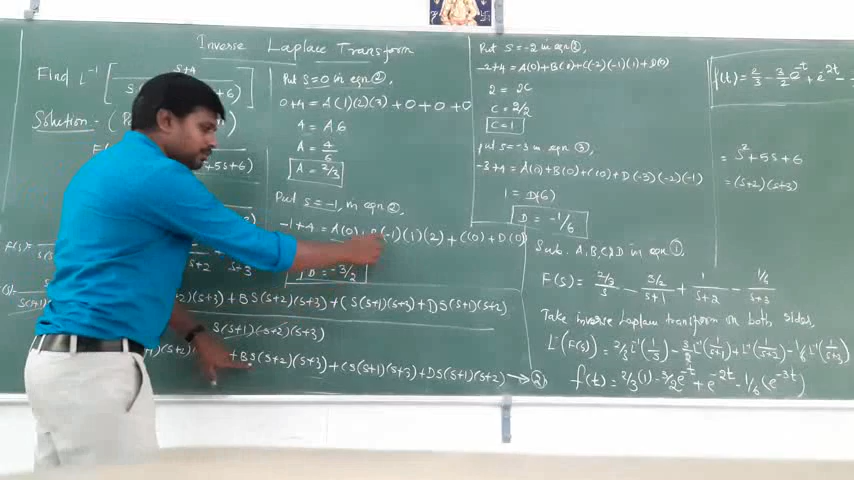 Inverse Laplace Transform
Find L⁻¹ [ s+4
s +6) ]
Solution:- (
+5s+6)
F(s)=
s+2 s+3
s(s+1)
(s+3) + BS(s+2)(s+3) + CS(s+1)(s+3) + DS(s+1)(s+2)
S(s+1)(s+2)(s+3)
+BS(s+2)(s+3) + CS(s+1)(s+3) + DS(s+1)(s+2) → ②
Put s=0 in eqn ②,
0+4 = A(1)(2)(3) + 0 + 0 + 0
4 = A6
A = 4/6
A = 2/3
Put s=-1, in eqn ②,
-1+4 = A(0)+B(-1)(1)(2) + C(0) + D(0)
= -3/2
Put s=-2 in eqn ②,
-2+4 = A(0)+B(0)+C(-2)(-1)(1)+D(0)
2 = 2C
C = 2/2
C=1
put s=-3 in eqn ②,
-3+4 = A(0)+B(0)+C(0)+D(-3)(-2)(-1)
1 = D(6)
D = -1/6
Sub. A, B, C & D in eqn ①,
F(s) = 2/3/s - 3/2/s+1 + 1/s+2 - 1/6/s+3
Take inverse Laplace transform on both sides,
L⁻¹(F(s)) = 2/3 L⁻¹(1/s) - 3/2 L⁻¹(1/s+1) + L⁻¹(1/s+2) - 1/6 L⁻¹(1/s+3)
f(t) = 2/3(1) - 3/2 e^-t + e^-2t - 1/6(e^-3t)
f(t) = 2/3 - 3/2 e^-t + e^-2t -
= s²+5s+6
= (s+2)(s+3)